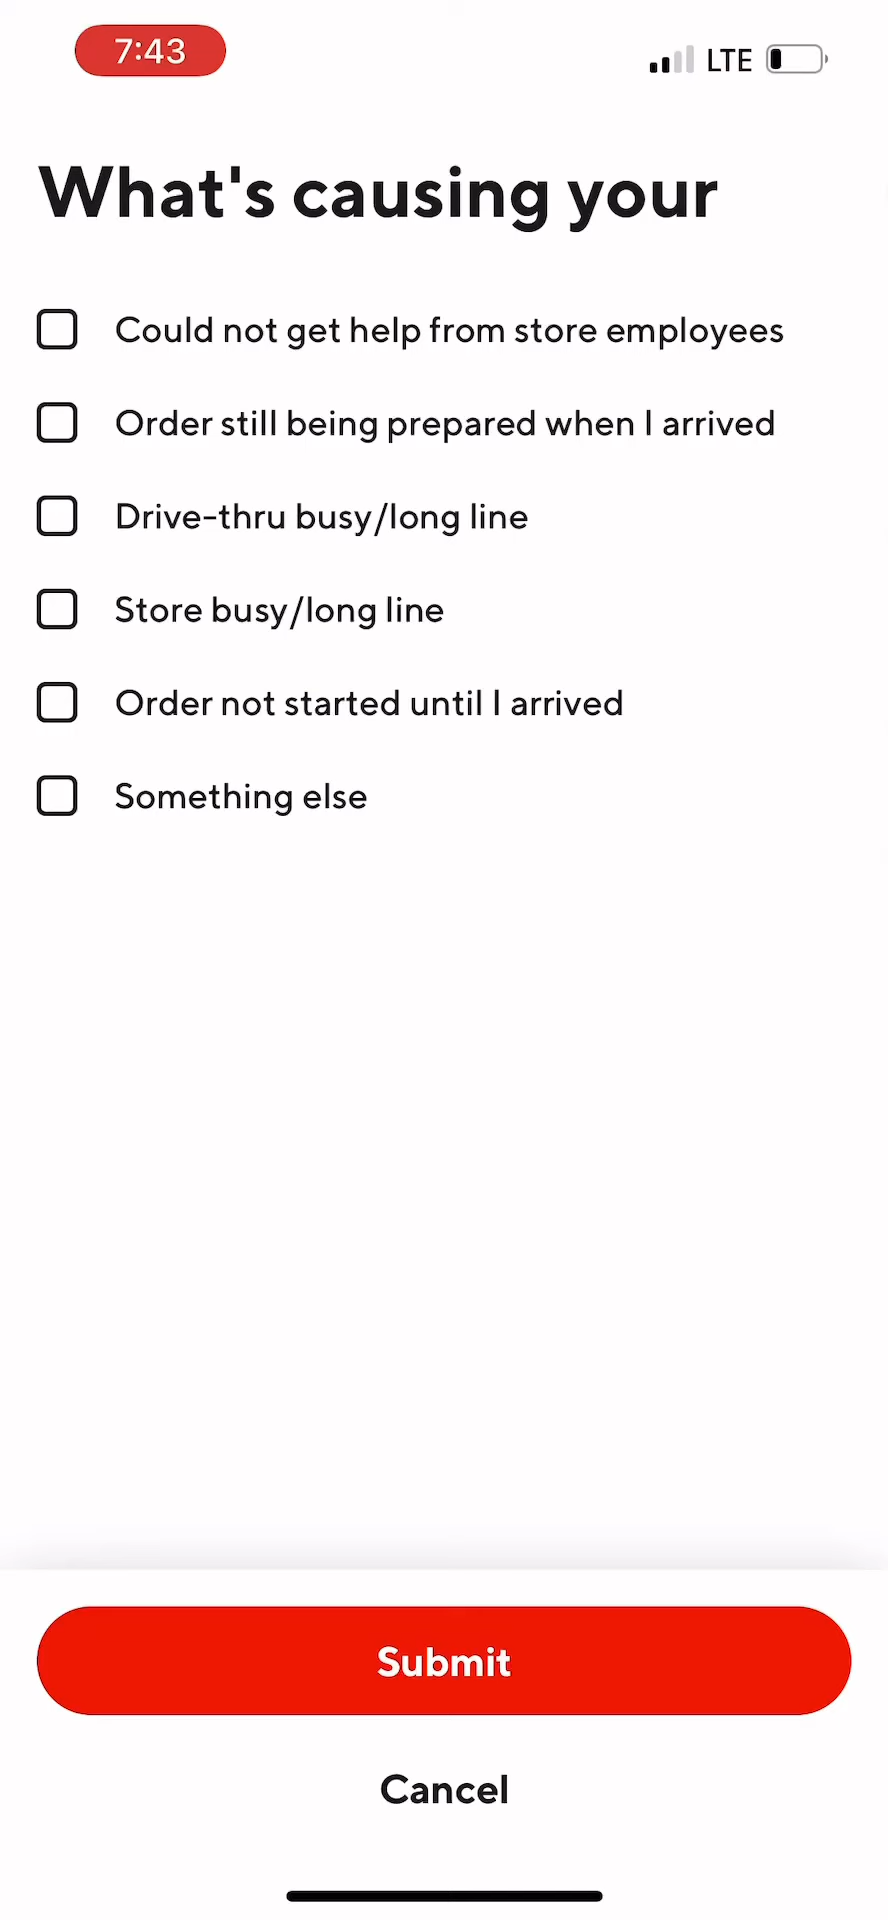 7:43
LTE
What's causing your
Could not get help from store employees
Order still being prepared when I arrived
Drive-thru busy/long line
Store busy/long line
Order not started until I arrived
Something else
Submit
Cancel